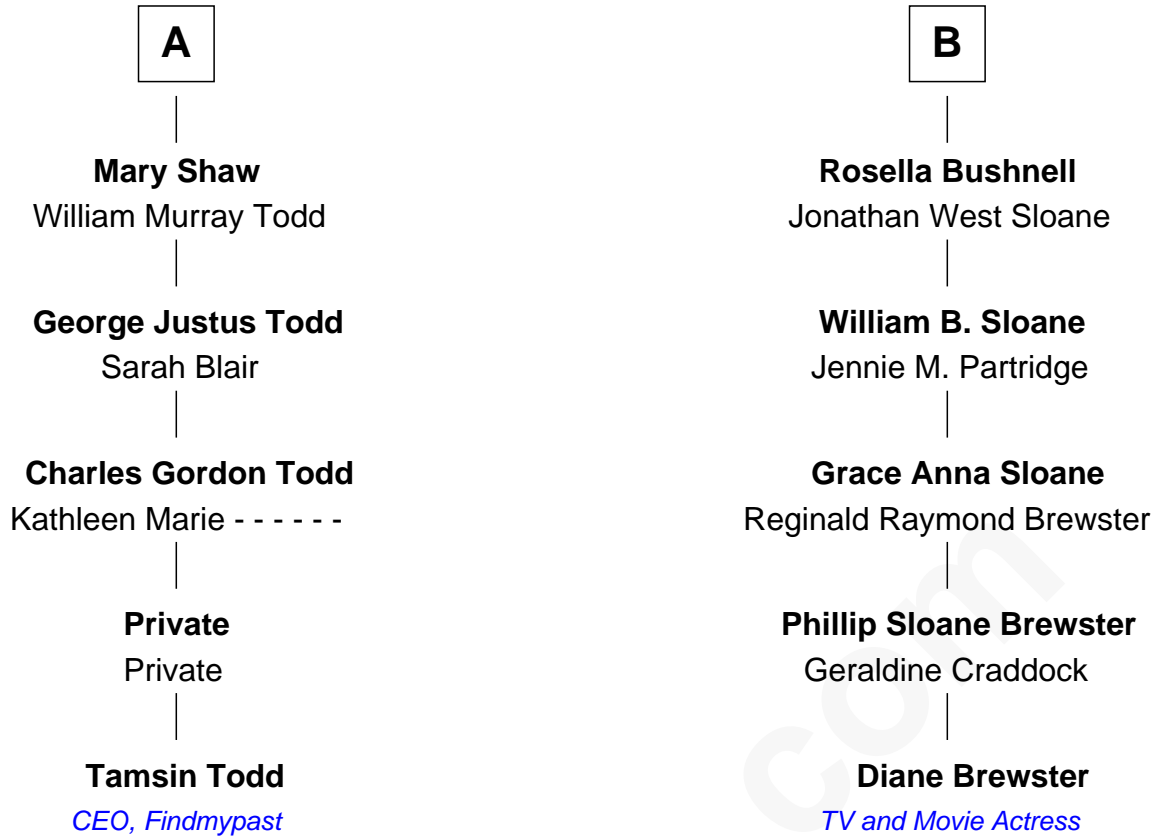 A
Mary Shaw
William Murray Todd
George Justus Todd
Sarah Blair
Charles Gordon Todd
Kathleen Marie - - - - - -
Private
Private
Tamsin Todd
CEO, Findmypast
B
Rosella Bushnell
Jonathan West Sloane
William B. Sloane
Jennie M. Partridge
Grace Anna Sloane
Reginald Raymond Brewster
Phillip Sloane Brewster
Geraldine Craddock
Diane Brewster
TV and Movie Actress
com